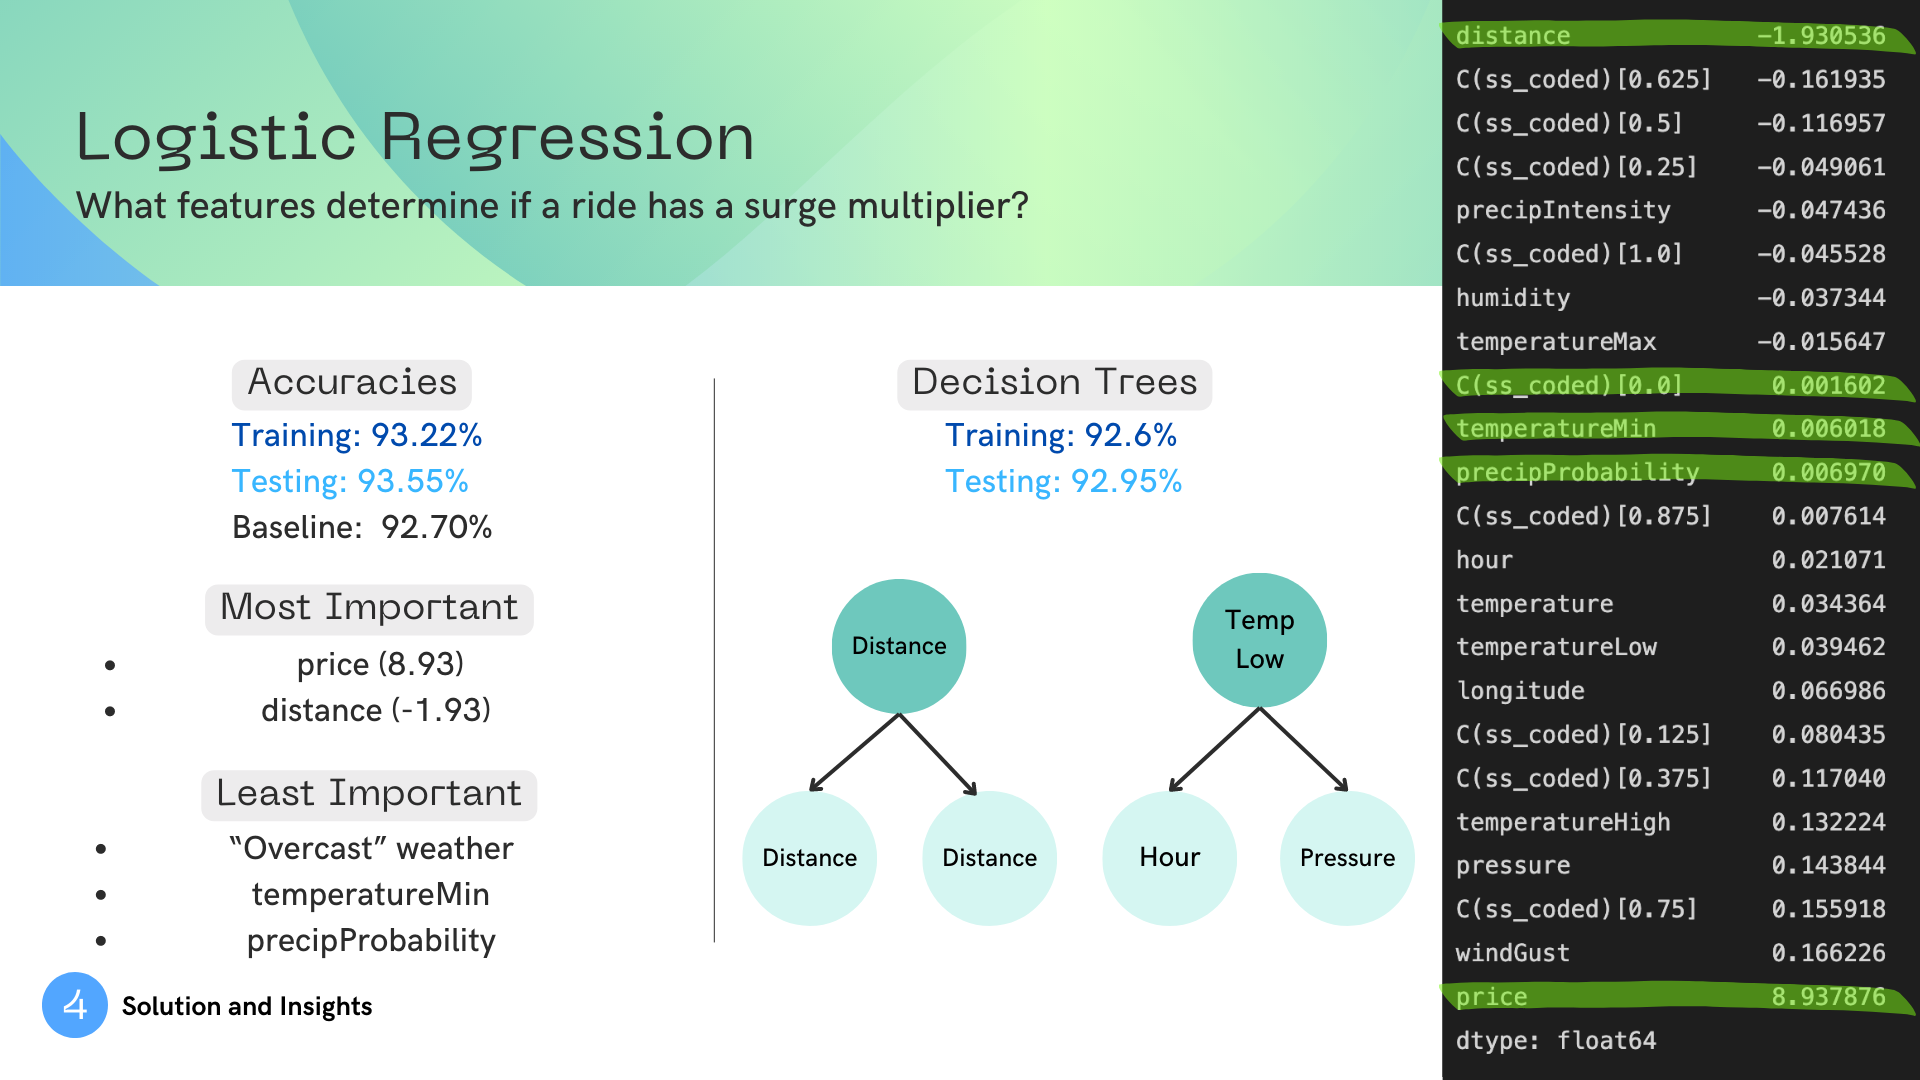 Logistic Regression
What features determine if a ride has a surge multiplier?
Accuracies
Training: 93.22%
Testing: 93.55%
Baseline: 92.70%
Most Important
• price (8.93)
• distance (-1.93)
Least Important
• “Overcast” weather
• temperatureMin
• precipProbability
4 Solution and Insights
Decision Trees
Training: 92.6%
Testing: 92.95%
Distance
Distance
Distance
Temp
Low
Hour
Pressure
distance −1.930536
C(ss_coded)[0.625] −0.161935
C(ss_coded)[0.5] −0.116957
C(ss_coded)[0.25] −0.049061
precipIntensity −0.047436
C(ss_coded)[1.0] −0.045528
humidity −0.037344
temperatureMax −0.015647
C(ss_coded)[0.0] 0.001602
temperatureMin 0.006018
precipProbability 0.006970
C(ss_coded)[0.875] 0.007614
hour 0.021071
temperature 0.034364
temperatureLow 0.039462
longitude 0.066986
C(ss_coded)[0.125] 0.080435
C(ss_coded)[0.375] 0.117040
temperatureHigh 0.132224
pressure 0.143844
C(ss_coded)[0.75] 0.155918
windGust 0.166226
price 8.937876
dtype: float64